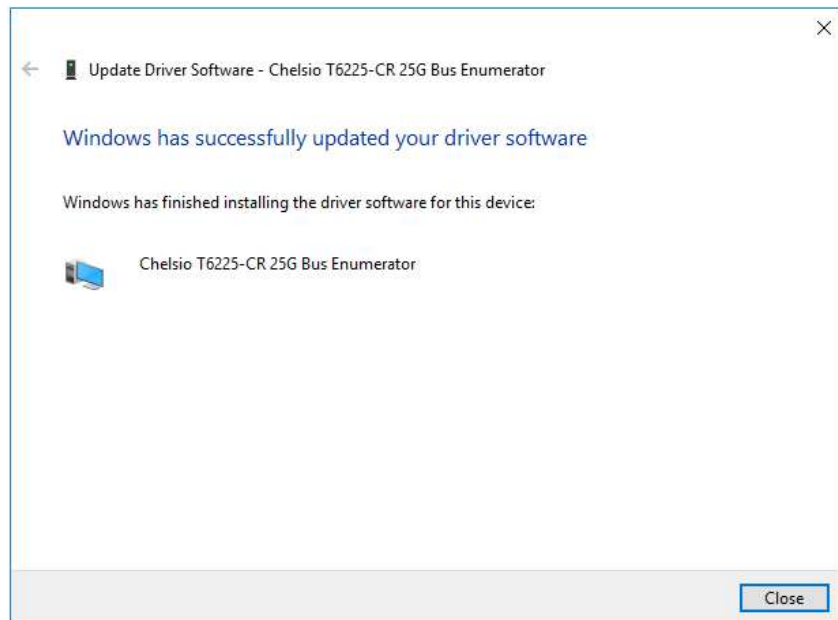 Update Driver Software - Chelsio T6225-CR 25G Bus Enumerator
Windows has successfully updated your driver software
Windows has finished installing the driver software for this device:
Chelsio T6225-CR 25G Bus Enumerator
Close